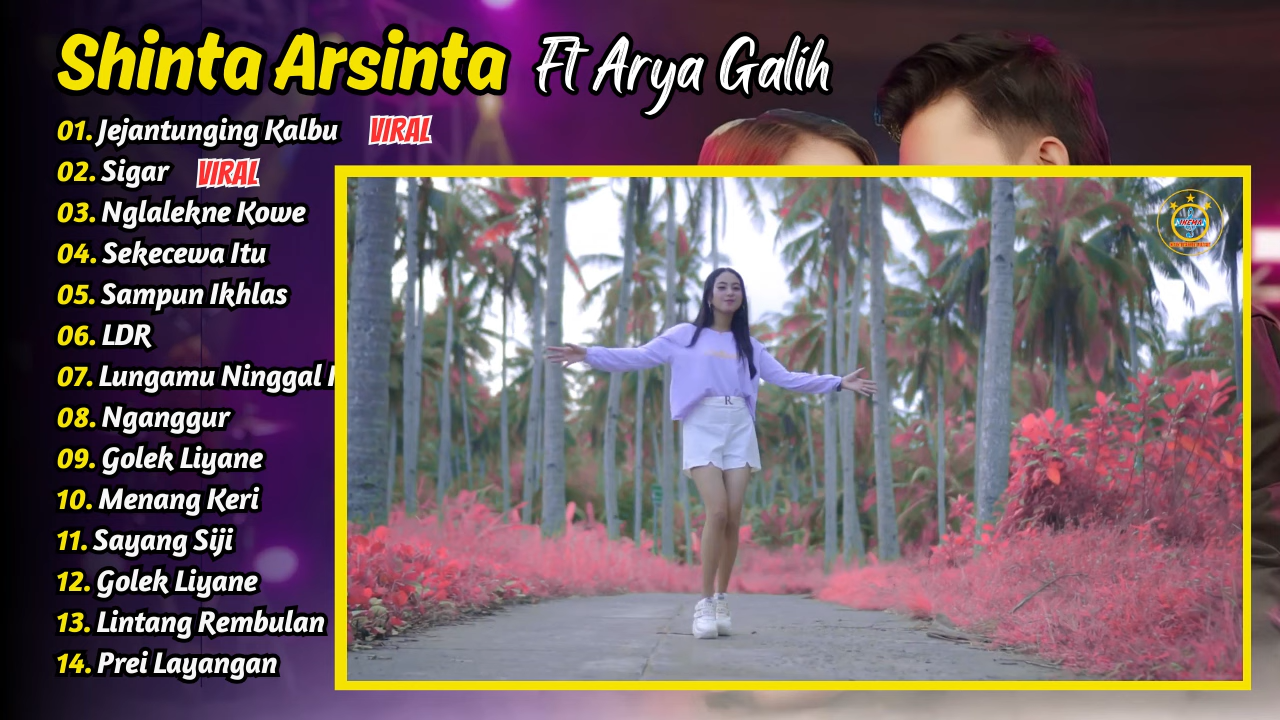 Shinta Arsinta Ft Arya Galih
01. Jejantunging Kalbu VIRAL
02. Sigar VIRAL
03. Nglalekne Kowe
04. Sekecewa Itu
05. Sampun Ikhlas
06. LDR
07. Lungamu Ninggal
08. Nganggur
09. Golek Liyane
10. Menang Keri
11. Sayang Siji
12. Golek Liyane
13. Lintang Rembulan
14. Prei Layangan
R